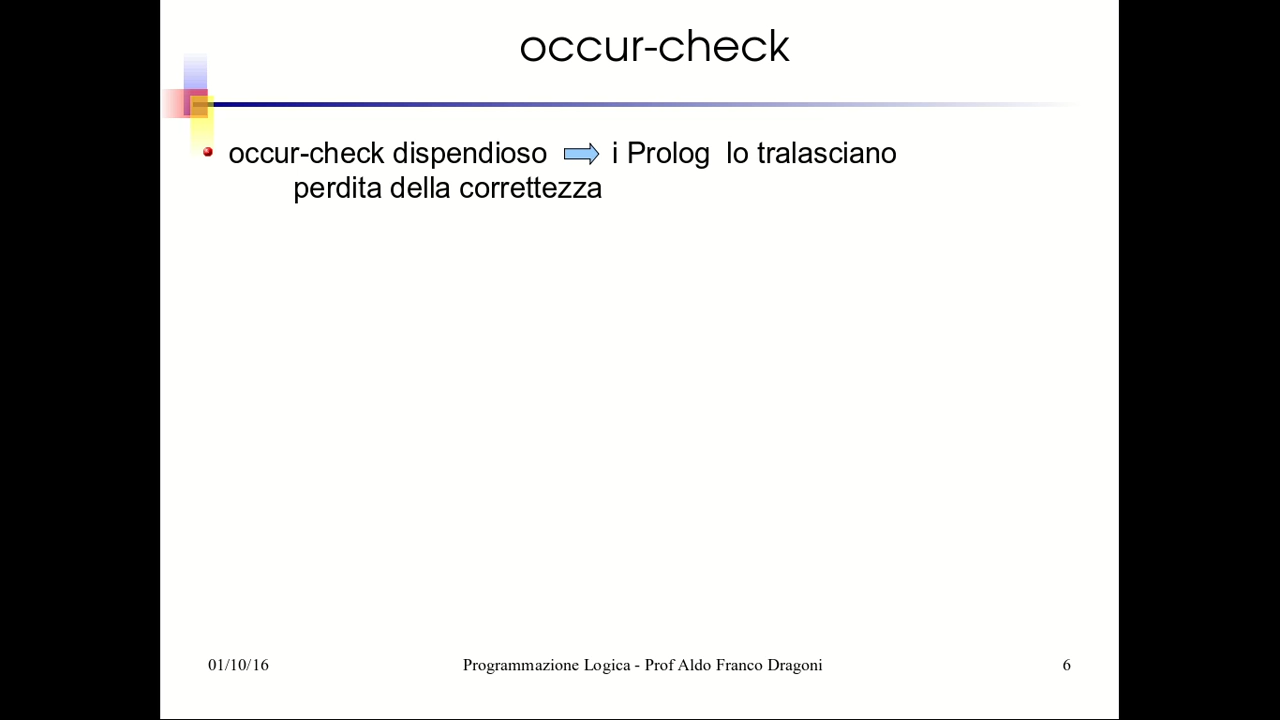 occur-check
occur-check dispendioso i Prolog lo tralasciano
perdita della correttezza
01/10/16 Programmazione Logica - Prof Aldo Franco Dragoni 6